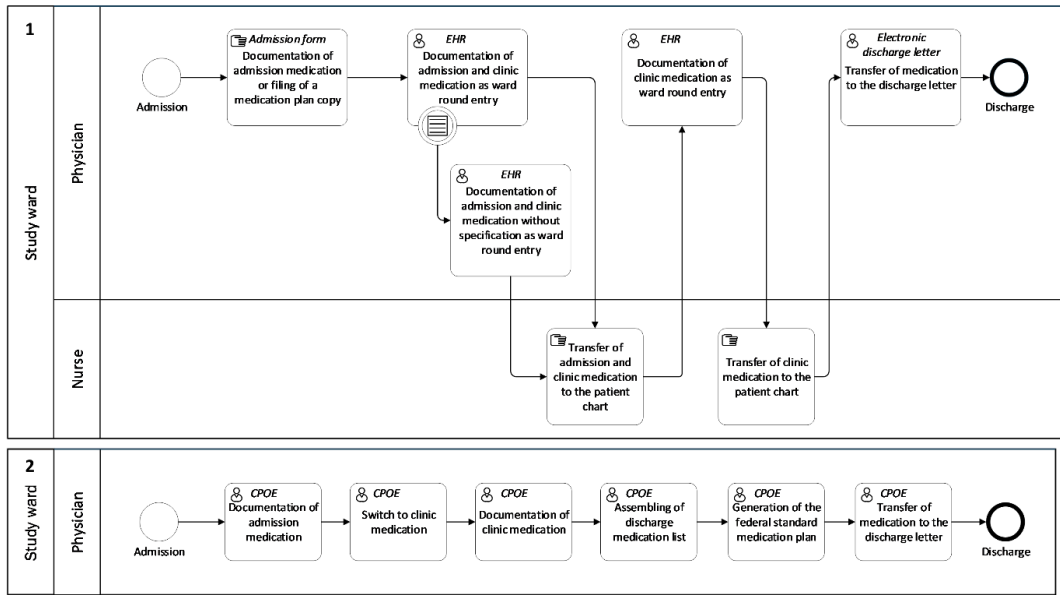 1
Study ward
Physician
Admission
Admission form
Documentation of
admission medication
or filing of a
medication plan copy
EHR
Documentation of
admission and clinic
medication as ward
round entry
EHR
Documentation of
admission and clinic
medication without
specification as ward
round entry
EHR
Documentation of
clinic medication as
ward round entry
Electronic
discharge letter
Transfer of medication
to the discharge letter
Discharge
Nurse
Transfer of
admission and
clinic medication
to the patient
chart
Transfer of clinic
medication to the
patient chart
2
Study ward
Physician
Admission
CPOE
Documentation of
admission
medication
CPOE
Switch to clinic
medication
CPOE
Documentation of
clinic medication
CPOE
Assembling of
discharge
medication list
CPOE
Generation of the
federal standard
medication plan
CPOE
Transfer of
medication to the
discharge letter
Discharge